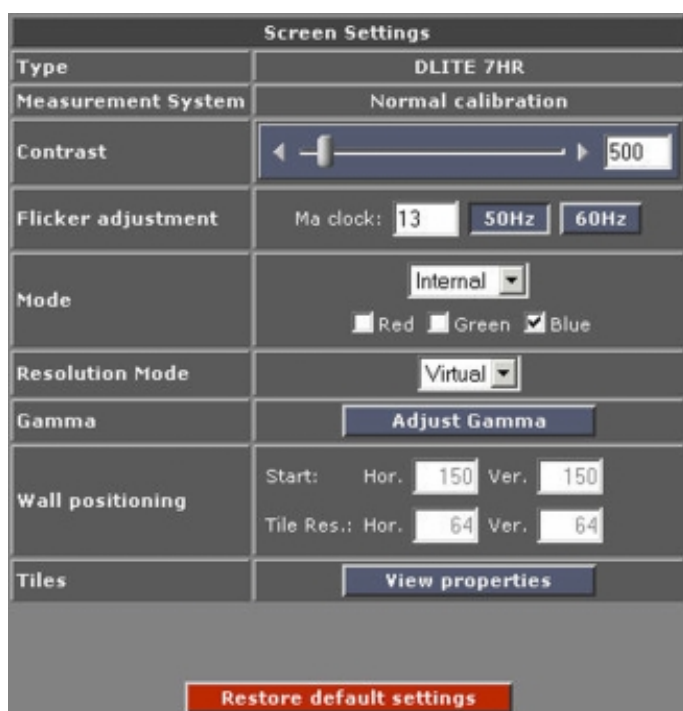 Screen Settings
Type DLITE 7HR
Measurement System Normal calibration
Contrast 500
Flicker adjustment Ma clock: 13 50Hz 60Hz
Mode Internal
Red Green Blue
Resolution Mode Virtual
Gamma Adjust Gamma
Wall positioning
Start: Hor. 150 Ver. 150
Tile Res.: Hor. 64 Ver. 64
Tiles View properties
Restore default settings